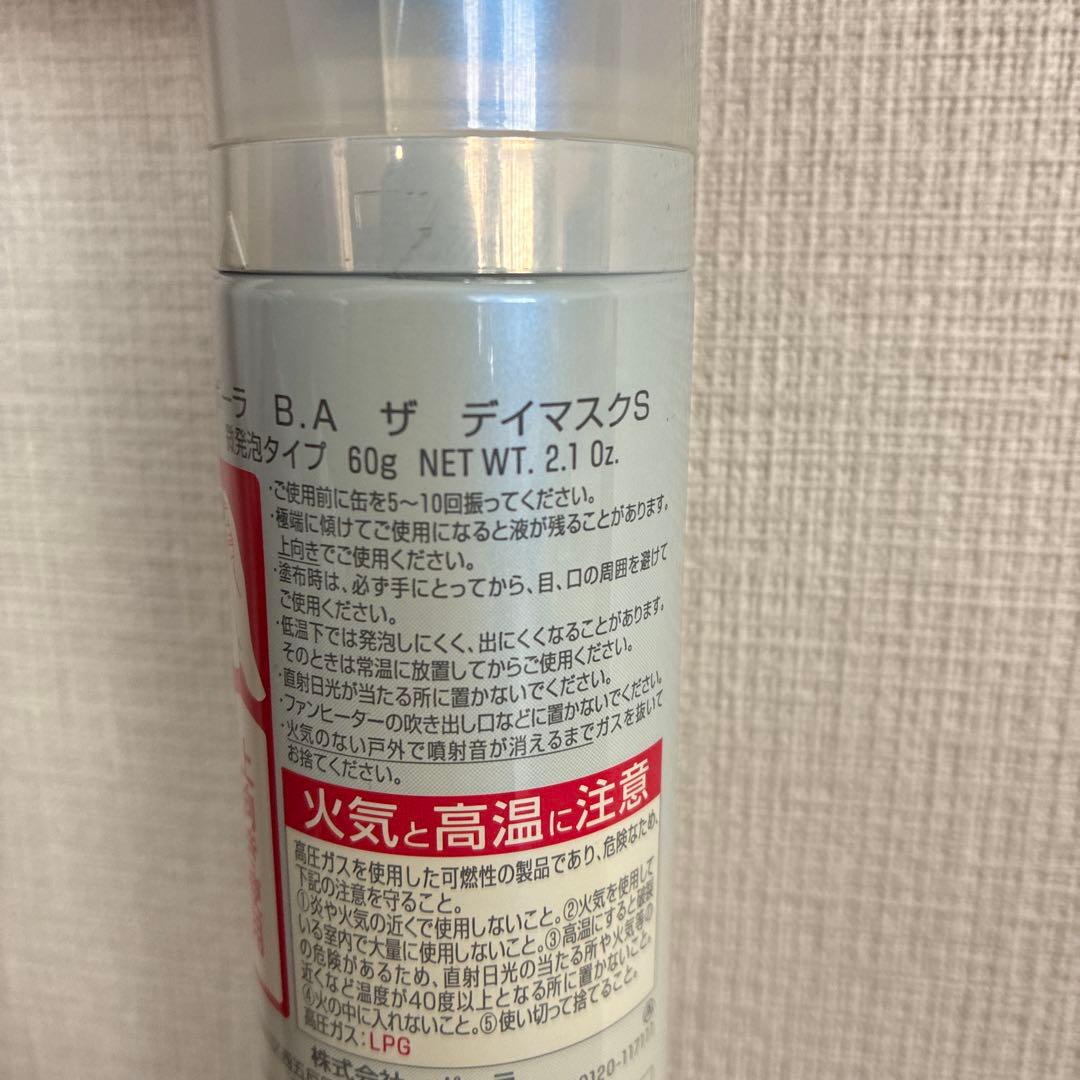 ーラ B.A ザ デイマスクS
微発泡タイプ 60g NET WT. 2.1 Oz.
・ご使用前に缶を5〜10回振ってください。
・極端に傾けてご使用になると液が残ることがあります。
上向きでご使用ください。
・塗布時は、必ず手にとってから、目、口の周囲を避けて
ご使用ください。
・低温下では発泡しにくく、出にくくなることがあります。
そのときは常温に放置してからご使用ください。
・直射日光が当たる所に置かないでください。
・ファンヒーターの吹き出し口などに置かないでください。
・火気のない戸外で噴射音が消えるまでガスを抜いて
お捨てください。
火気と高温に注意
高圧ガスを使用した可燃性の製品であり、危険なため、
下記の注意を守ること。
①炎や火気の近くで使用しないこと。②火気を使用して
いる室内で大量に使用しないこと。③高温にすると破裂
の危険があるため、直射日光の当たる所や火気等の
近くなど温度が40度以上となる所に置かないこと。
④火の中に入れないこと。⑤使い切って捨てること。
高圧ガス：LPG
株式会社
0120-1171